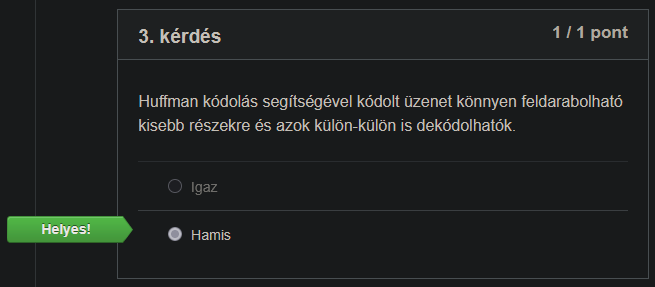 3. kérdés
1 / 1 pont
Huffman kódolás segítségével kódolt üzenet könnyen feldarabolható
kisebb részekre és azok külön-külön is dekódolhatók.
Igaz
Helyes!
Hamis